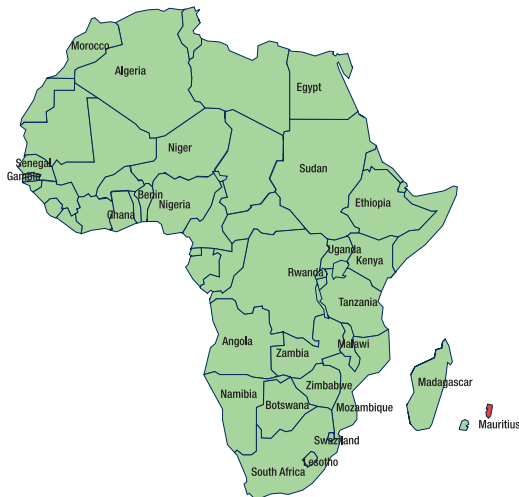 Morocco
Algeria
Egypt
Niger
Senegal
Sudan
Gambia
Benin
Ethiopia
Ghana
Nigeria
Uganda
Kenya
Rwanda
Tanzania
Angola
Malawi
Zambia
Madagascar
Zimbabwe
Namibia
Botswana
Mozambique
Mauritius
Swaziland
Lesotho
South Africa